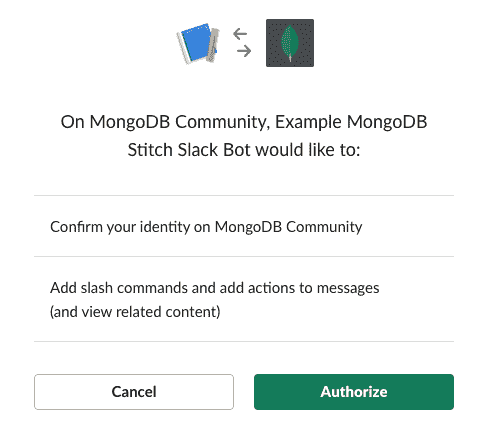 On MongoDB Community, Example MongoDB
Stitch Slack Bot would like to:
Confirm your identity on MongoDB Community
Add slash commands and add actions to messages
(and view related content)
Cancel
Authorize